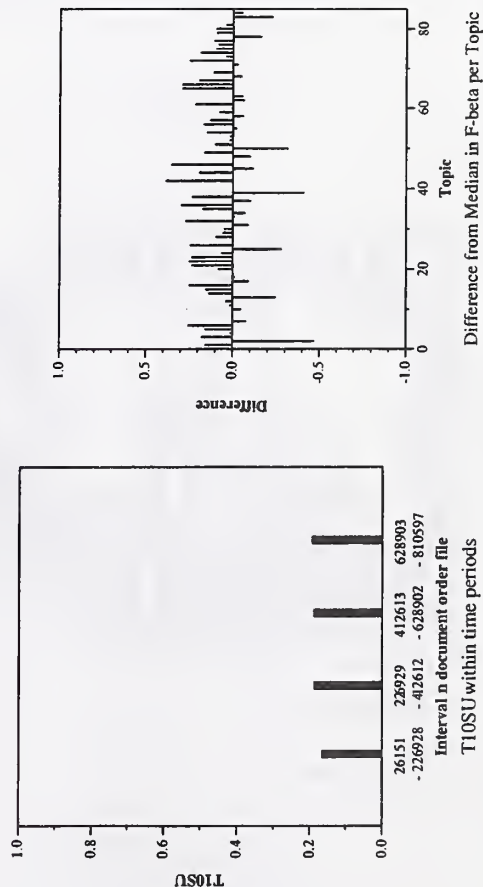 1.0
0.8
0.6
0.4
0.2
0.0
T10SU
26151 226929 412613 628903
- 226928 - 412612 - 628902 - 810597
Interval n document order file
T10SU within time periods
1.0
0.5
0.0
-0.5
-1.0
Difference
0 20 40 60 80
Topic
Difference from Median in F-beta per Topic